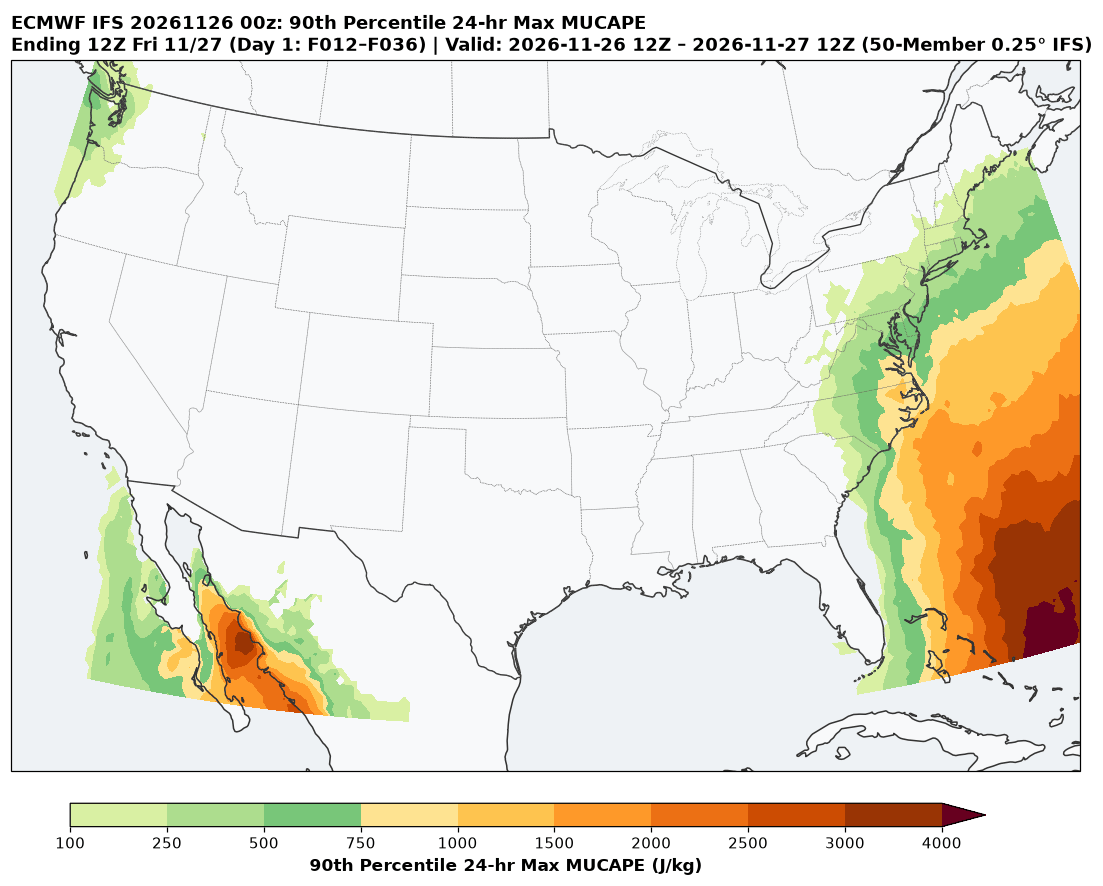 ECMWF IFS 20261126 00z: 90th Percentile 24-hr Max MUCAPE
Ending 12Z Fri 11/27 (Day 1: F012–F036) | Valid: 2026-11-26 12Z – 2026-11-27 12Z (50-Member 0.25° IFS)
100 250 500 750 1000 1500 2000 2500 3000 4000
90th Percentile 24-hr Max MUCAPE (J/kg)